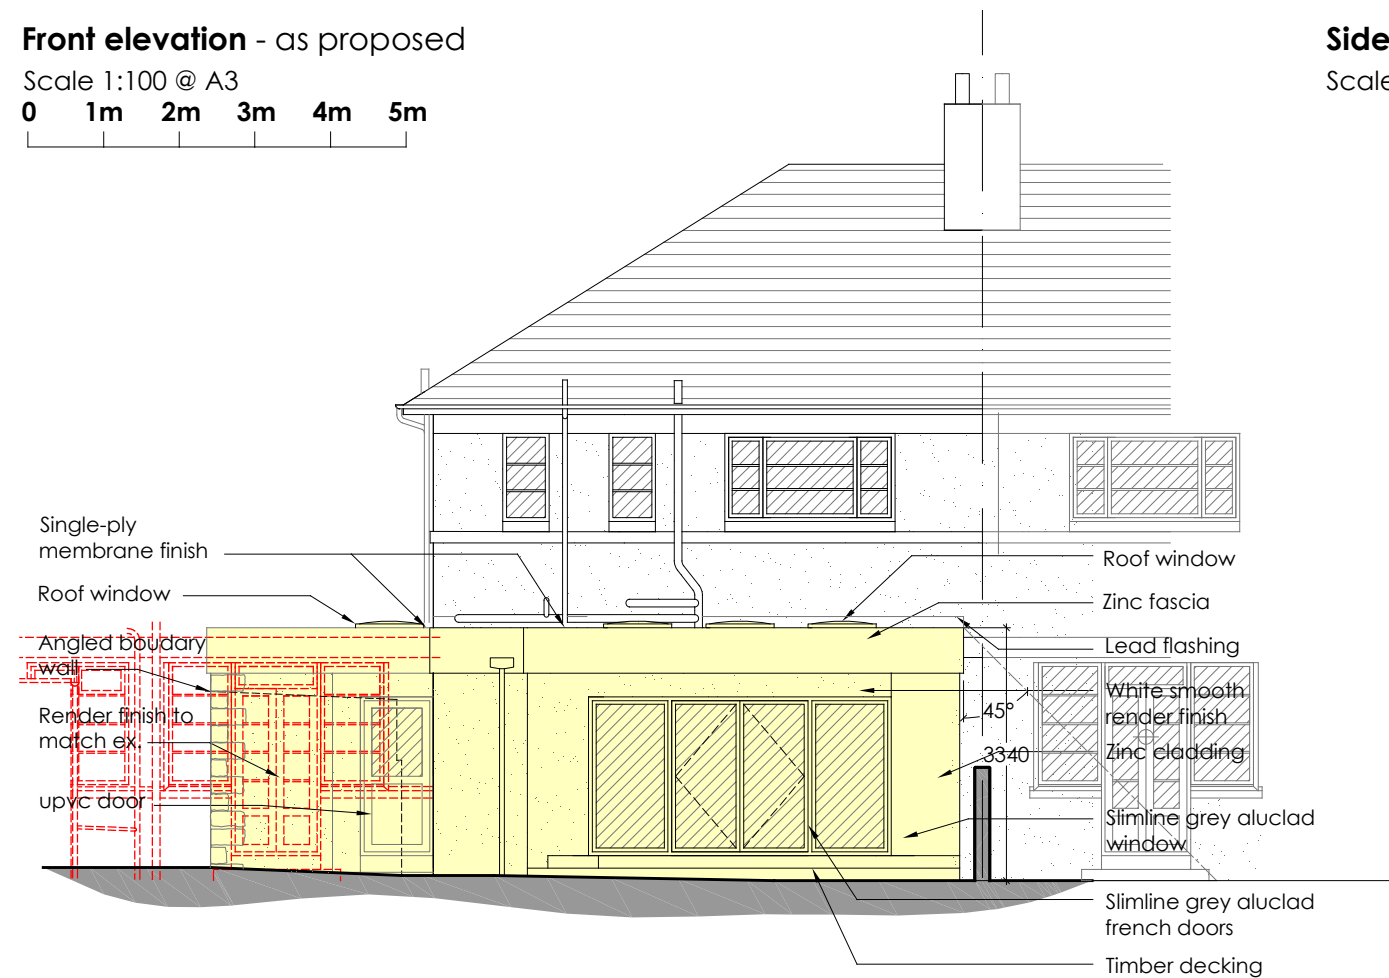 Front elevation - as proposed
Scale 1:100 @ A3
0 1m 2m 3m 4m 5m
Side
Scale
Single-ply
membrane finish
Roof window
Angled boudary
wall
Render finish to
match ex.
upvc door
Roof window
Zinc fascia
Lead flashing
White smooth
render finish
45°
3340
Zinc cladding
Slimline grey aluclad
window
Slimline grey aluclad
french doors
Timber decking